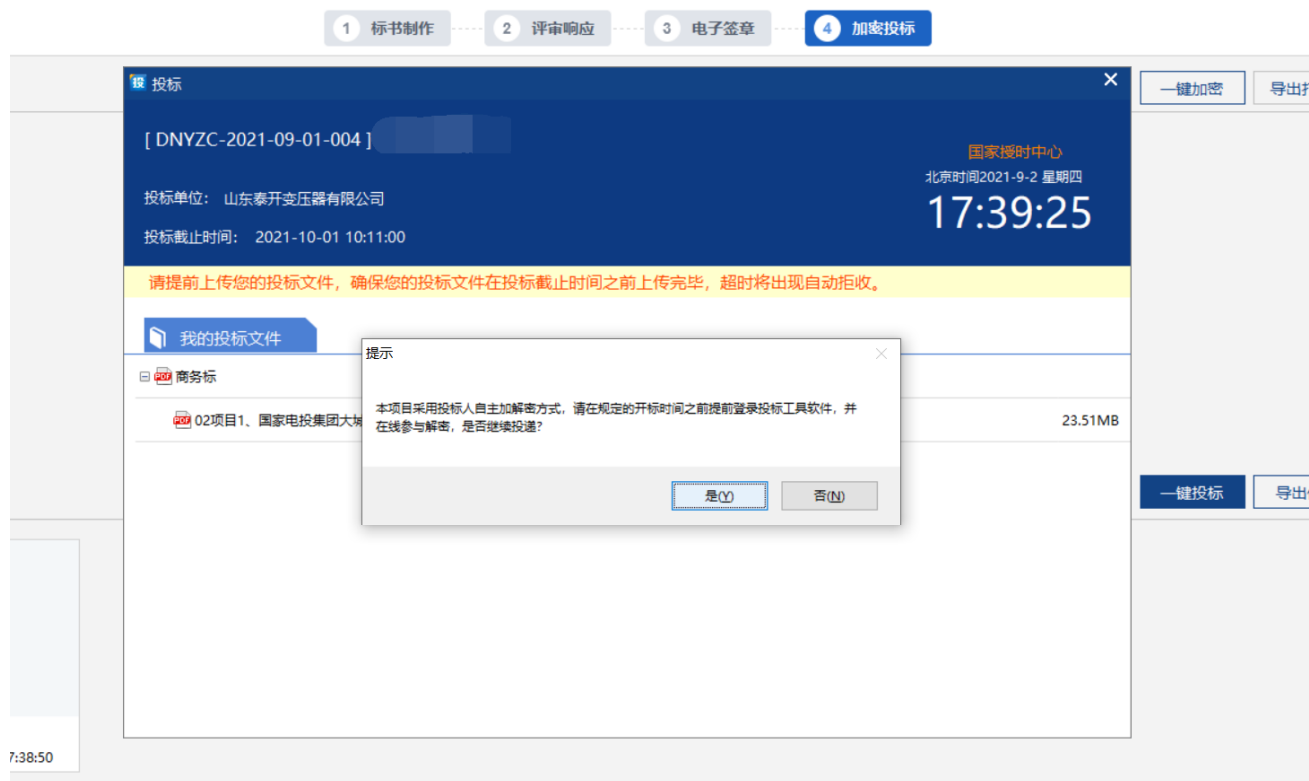 1 标书制作
2 评审响应
3 电子签章
4 加密投标
投 投标
一键加密
导出
[ DNYZC-2021-09-01-004 ]
国家授时中心
北京时间2021-9-2 星期四
17:39:25
投标单位： 山东泰开变压器有限公司
投标截止时间： 2021-10-01 10:11:00
请提前上传您的投标文件，确保您的投标文件在投标截止时间之前上传完毕，超时将出现自动拒收。
我的投标文件
提示
PDF 商务标
本项目采用投标人自主加解密方式，请在规定的开标时间之前提前登录投标工具软件，并
在线参与解密，是否继续投递？
PDF 02项目1、国家电投集团大城
23.51MB
是(Y)
否(N)
一键投标
导出
7:38:50